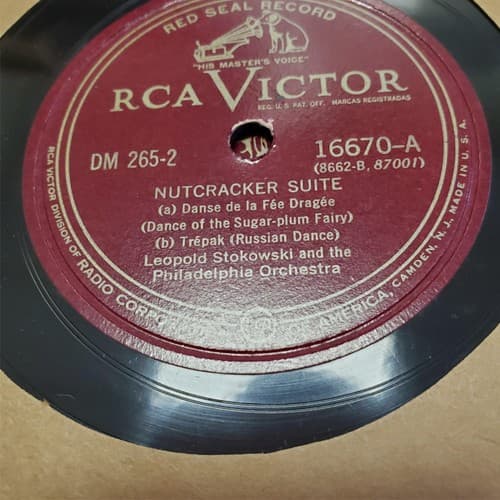 RED SEAL RECORD
"HIS MASTER'S VOICE"
RCA VICTOR
REG. U.S. PAT. OFF. MARCAS REGISTRADAS
DM 265-2
16670-A
(8662-B, 87001)
NUTCRACKER SUITE
(a) Danse de la Fée Dragée
(Dance of the Sugar-plum Fairy)
(b) Trépak (Russian Dance)
Leopold Stokowski and the
Philadelphia Orchestra
RCA VICTOR DIVISION OF RADIO CORPO
AMERICA, CAMDEN, N. J. MADE IN U. S. A.